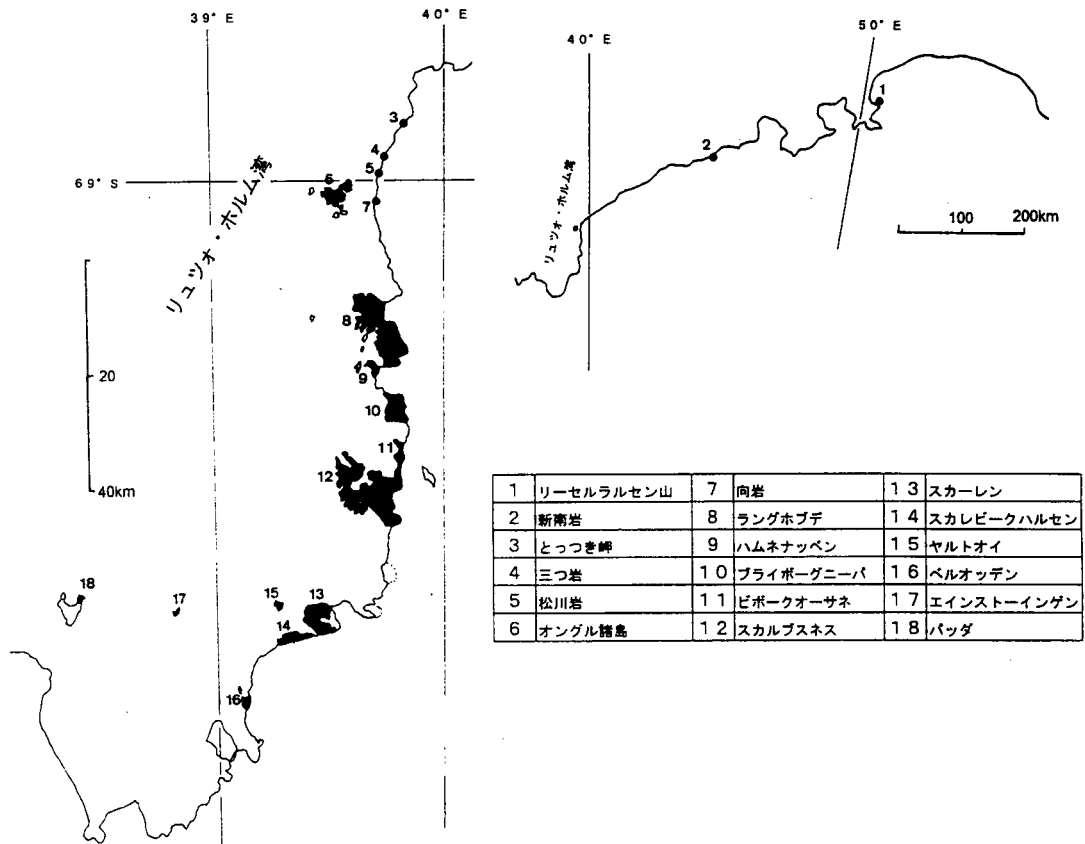 39° E
40° E
3
4
5
69° S
6
7
リュツォ・ホルム湾
8
9
20
10
11
12
40km
18
17
15
13
14
16
40° E
50° E
1
2
リュツォ・ホルム湾
100 200km
1 リーセルラルセン山 7 向岩 13 スカーレン
2 新南岩 8 ラングホブデ 14 スカレビークハルセン
3 とっつき岬 9 ハムネナッペン 15 ヤルトオイ
4 三つ岩 10 ブライボーグニーパ 16 ベルオッデン
5 松川岩 11 ビボークオーサネ 17 エインストーインゲン
6 オングル諸島 12 スカルブスネス 18 パッダ